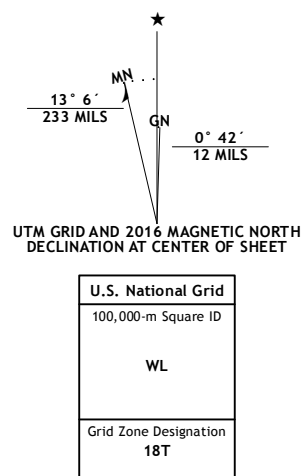 ★
MN
13° 6´
233 MILS
GN
0° 42´
12 MILS
UTM GRID AND 2016 MAGNETIC NORTH
DECLINATION AT CENTER OF SHEET
U.S. National Grid
100,000-m Square ID
WL
Grid Zone Designation
18T